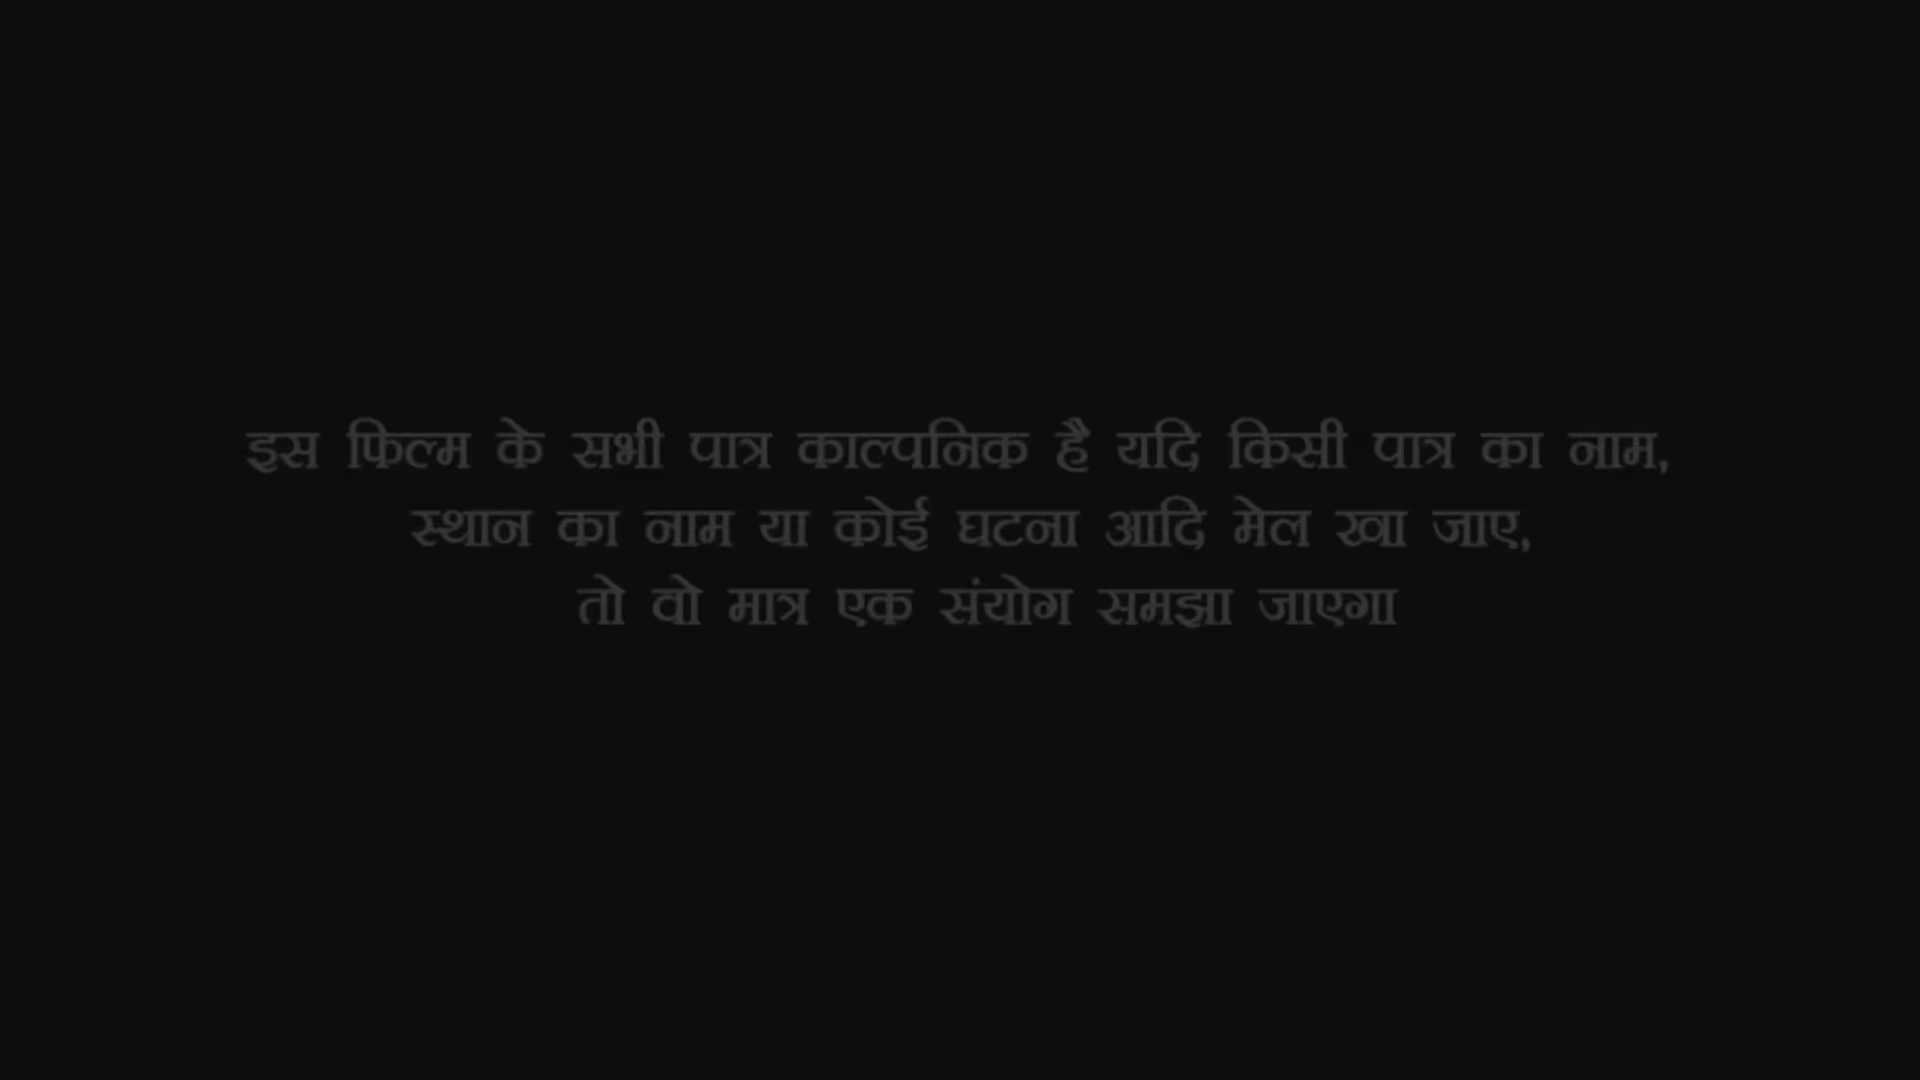 इस फिल्म के सभी पात्र काल्पनिक है यदि किसी पात्र का नाम,
स्थान का नाम या कोई घटना आदि मेल खा जाए,
तो वो मात्र एक संयोग समझा जाएगा